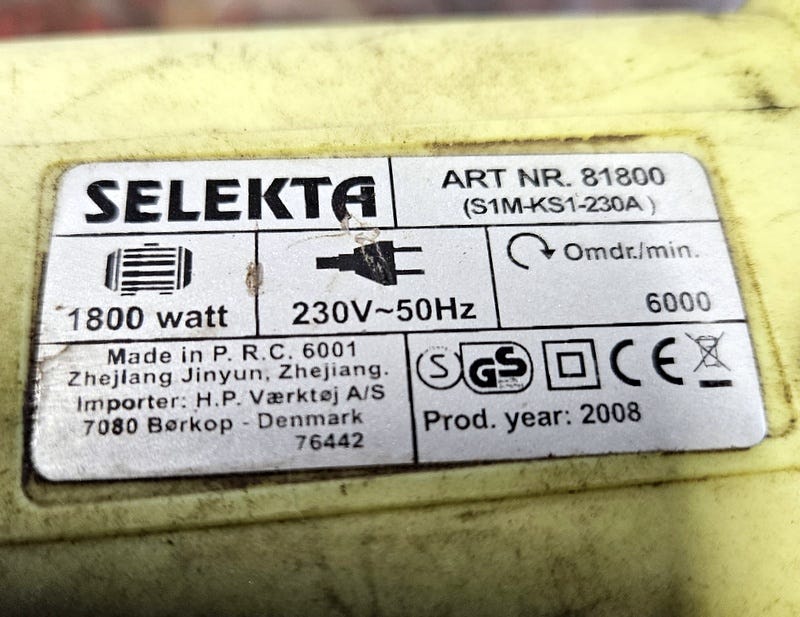 SELEKTA
ART NR. 81800
(S1M-KS1-230A)
1800 watt
230V~50Hz
Omdr./min.
6000
Made in P. R. C. 6001
Zhejlang Jinyun, Zhejiang.
Importer: H.P. Værktøj A/S
7080 Børkop - Denmark
76442
S GS CE
Prod. year: 2008